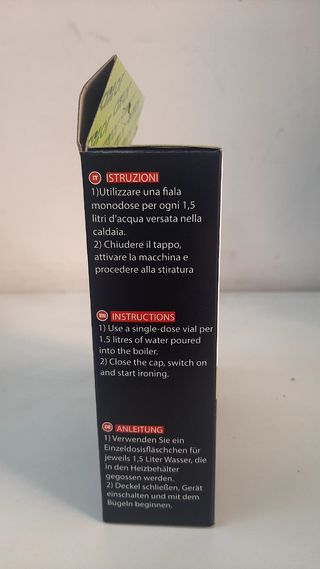 IT ISTRUZIONI
1)Utilizzare una fiala
monodose per ogni 1,5
litri d'acqua versata nella
caldaia.
2) Chiudere il tappo,
attivare la macchina e
procedere alla stiratura
EN INSTRUCTIONS
1) Use a single-dose vial per
1.5 litres of water poured
into the boiler.
2) Close the cap, switch on
and start ironing.
DE ANLEITUNG
1) Verwenden Sie ein
Einzeldosisfläschchen für
jeweils 1,5 Liter Wasser, die
in den Heizbehälter
gegossen werden.
2) Deckel schließen, Gerät
einschalten und mit dem
Bügeln beginnen.